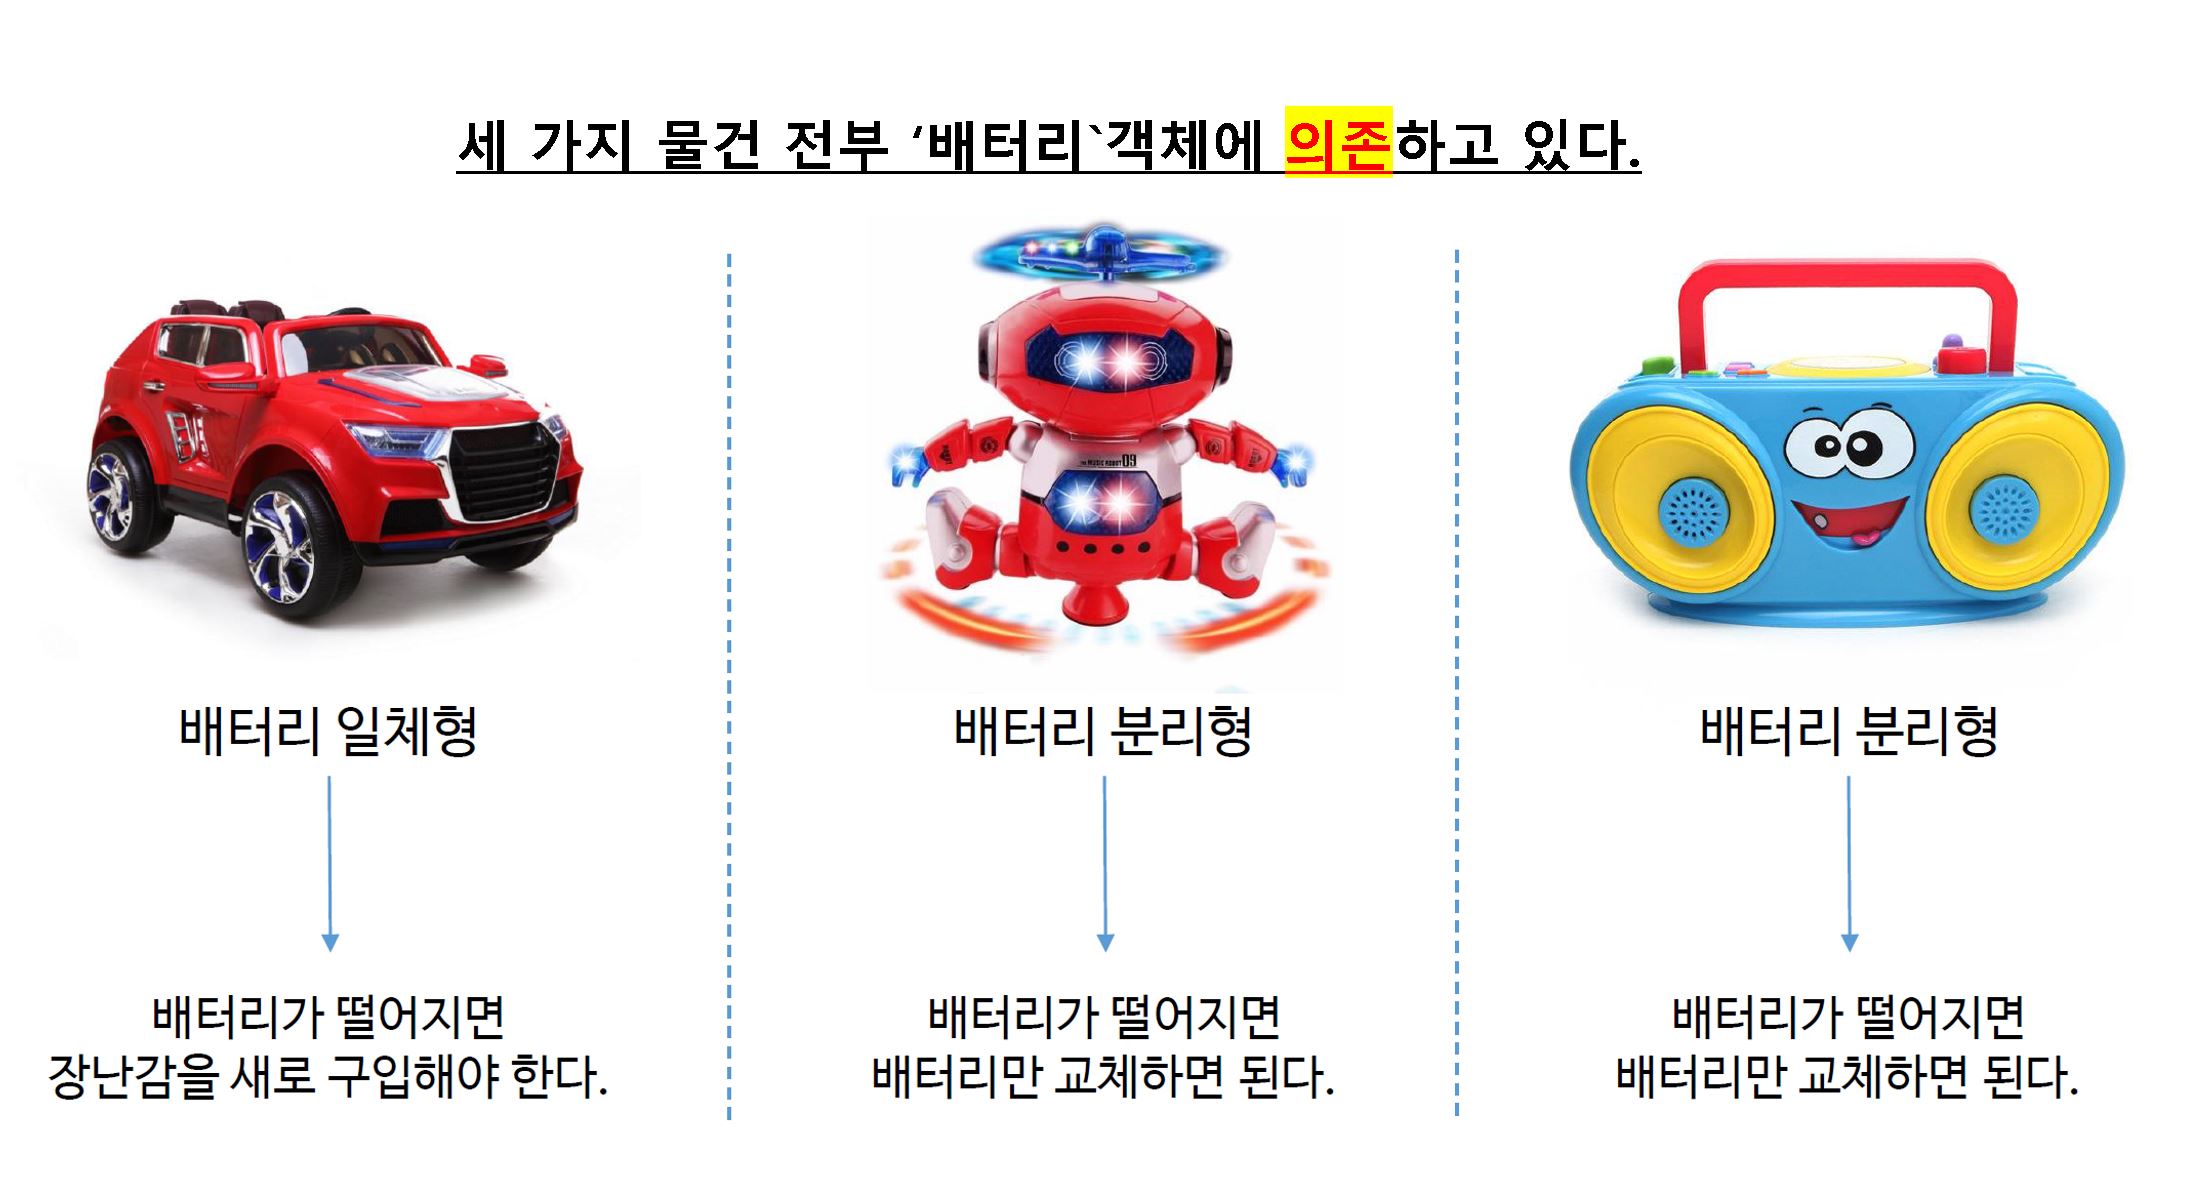 세 가지 물건 전부 ‘배터리`객체에 의존하고 있다.
THE MUSIC ROBOT 09
배터리 일체형
배터리 분리형
배터리 분리형
배터리가 떨어지면
장난감을 새로 구입해야 한다.
배터리가 떨어지면
배터리만 교체하면 된다.
배터리가 떨어지면
배터리만 교체하면 된다.